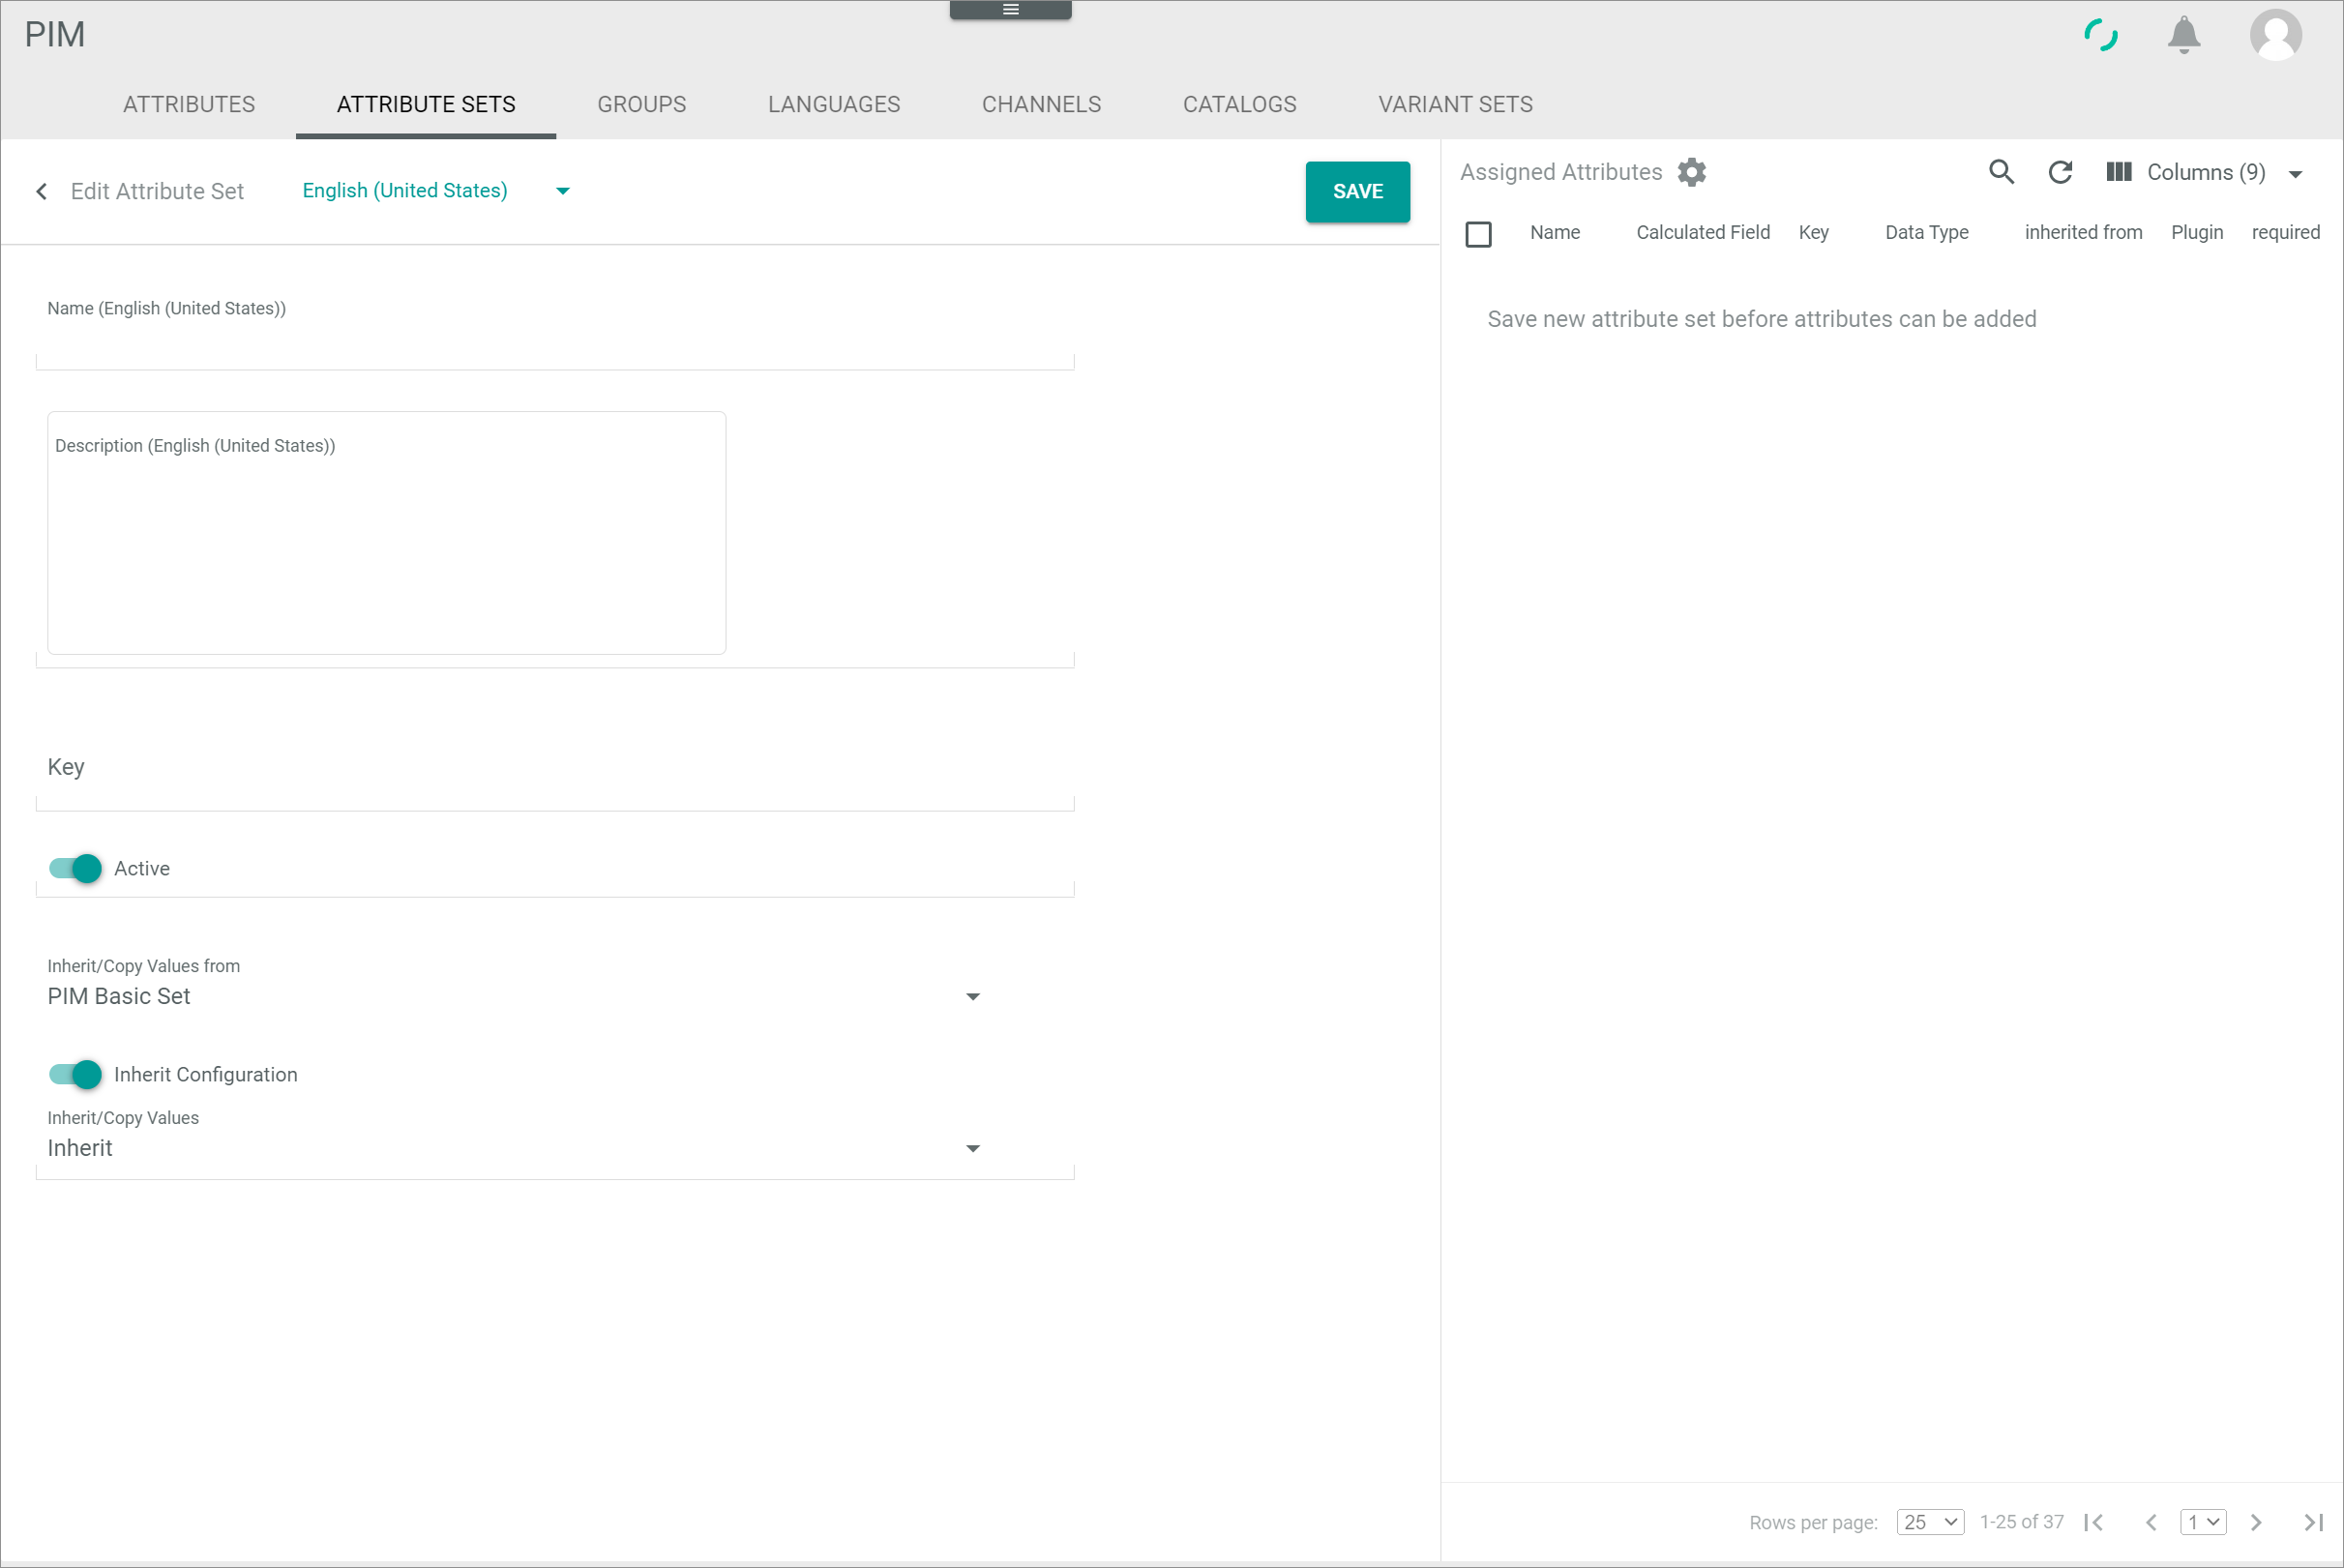 PIM
ATTRIBUTES ATTRIBUTE SETS GROUPS LANGUAGES CHANNELS CATALOGS VARIANT SETS
Edit Attribute Set English (United States) SAVE
Name (English (United States))
Description (English (United States))
Key
Active
Inherit/Copy Values from
PIM Basic Set
Inherit Configuration
Inherit/Copy Values
Inherit
Assigned Attributes Columns (9)
Name Calculated Field Key Data Type inherited from Plugin required
Save new attribute set before attributes can be added
Rows per page: 25 1-25 of 37 1